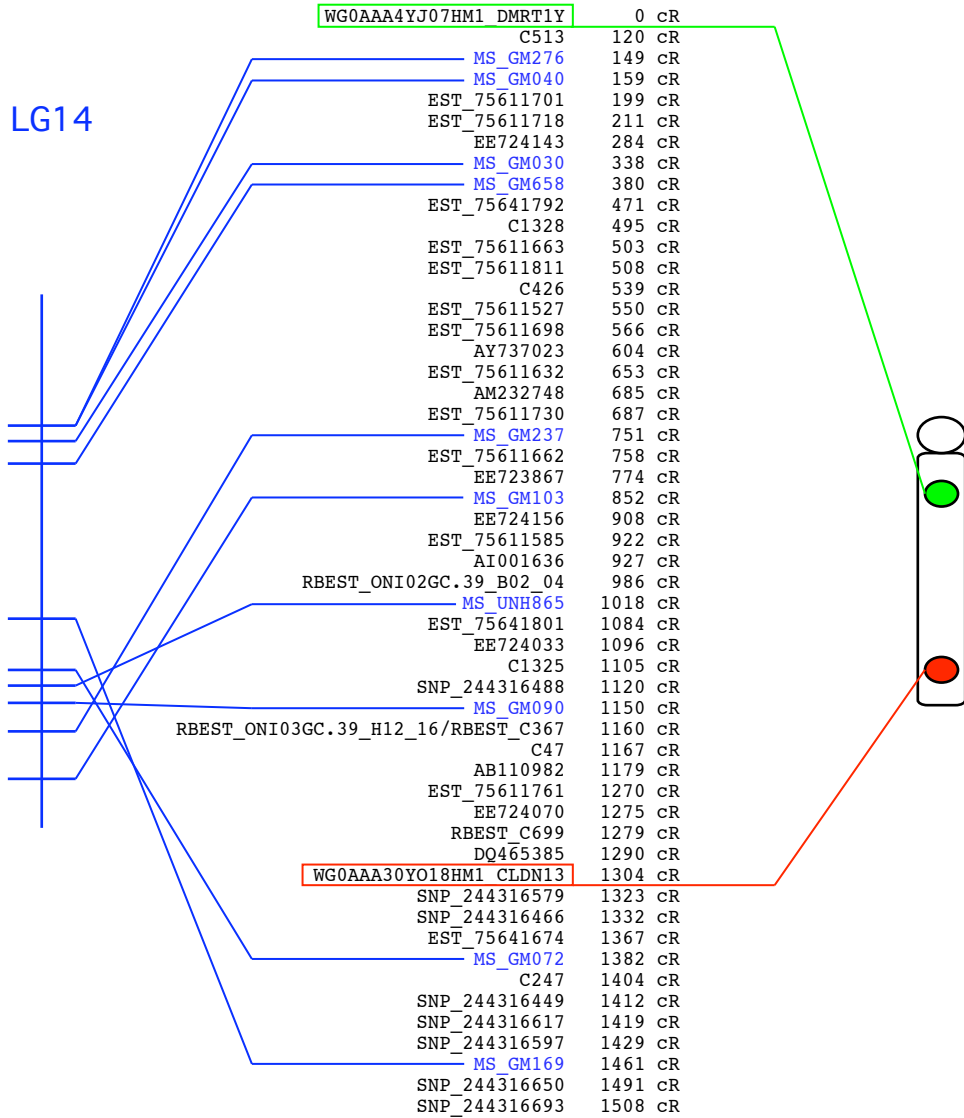 WG0AAA4YJ07HM1_DMRT1Y 0 cR
C513 120 cR
MS_GM276 149 cR
MS_GM040 159 cR
EST_75611701 199 cR
LG14
EST_75611718 211 cR
EE724143 284 cR
MS_GM030 338 cR
MS_GM658 380 cR
EST_75641792 471 cR
C1328 495 cR
EST_75611663 503 cR
EST_75611811 508 cR
C426 539 cR
EST_75611527 550 cR
EST_75611698 566 cR
AY737023 604 cR
EST_75611632 653 cR
AM232748 685 cR
EST_75611730 687 cR
MS_GM237 751 cR
EST_75611662 758 cR
EE723867 774 cR
MS_GM103 852 cR
EE724156 908 cR
EST_75611585 922 cR
AI001636 927 cR
RBEST_ONI02GC.39_B02_04 986 cR
MS_UNH865 1018 cR
EST_75641801 1084 cR
EE724033 1096 cR
C1325 1105 cR
SNP_244316488 1120 cR
MS_GM090 1150 cR
RBEST_ONI03GC.39_H12_16/RBEST_C367 1160 cR
C47 1167 cR
AB110982 1179 cR
EST_75611761 1270 cR
EE724070 1275 cR
RBEST_C699 1279 cR
DQ465385 1290 cR
WG0AAA30YO18HM1_CLDN13 1304 cR
SNP_244316579 1323 cR
SNP_244316466 1332 cR
EST_75641674 1367 cR
MS_GM072 1382 cR
C247 1404 cR
SNP_244316449 1412 cR
SNP_244316617 1419 cR
SNP_244316597 1429 cR
MS_GM169 1461 cR
SNP_244316650 1491 cR
SNP_244316693 1508 cR